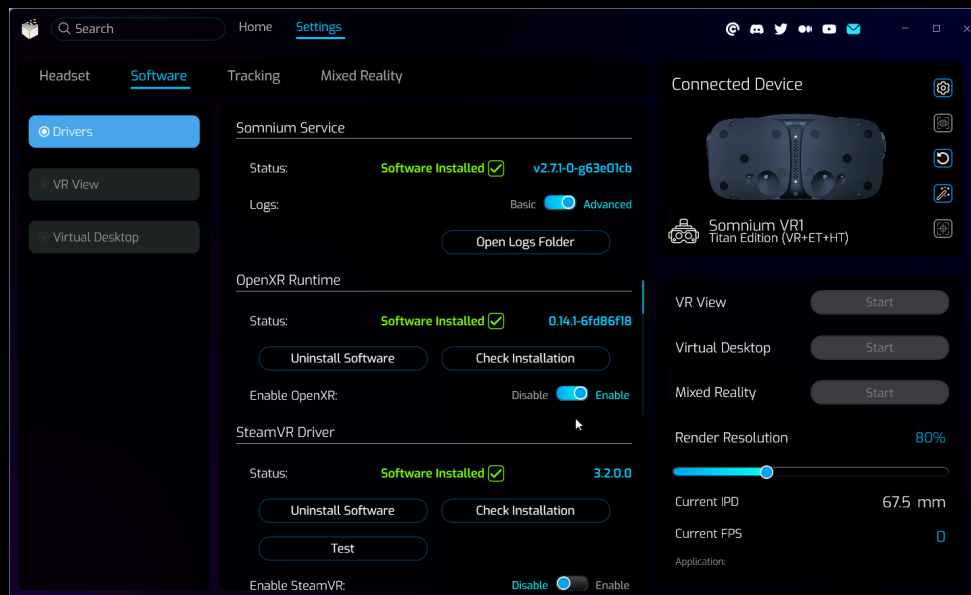 Search
Home
Settings
Headset
Software
Tracking
Mixed Reality
Drivers
VR View
Virtual Desktop
Somnium Service
Status:
Software Installed
v2.7.1-0-g63e01cb
Logs:
Basic
Advanced
Open Logs Folder
OpenXR Runtime
Status:
Software Installed
0.14.1-6fd86f18
Uninstall Software
Check Installation
Enable OpenXR:
Disable
Enable
SteamVR Driver
Status:
Software Installed
3.2.0.0
Uninstall Software
Check Installation
Test
Enable SteamVR:
Disable
Enable
Connected Device
Somnium VR1
Titan Edition (VR+ET+HT)
VR View
Start
Virtual Desktop
Start
Mixed Reality
Start
Render Resolution
80%
Current IPD
67.5 mm
Current FPS
0
Application: